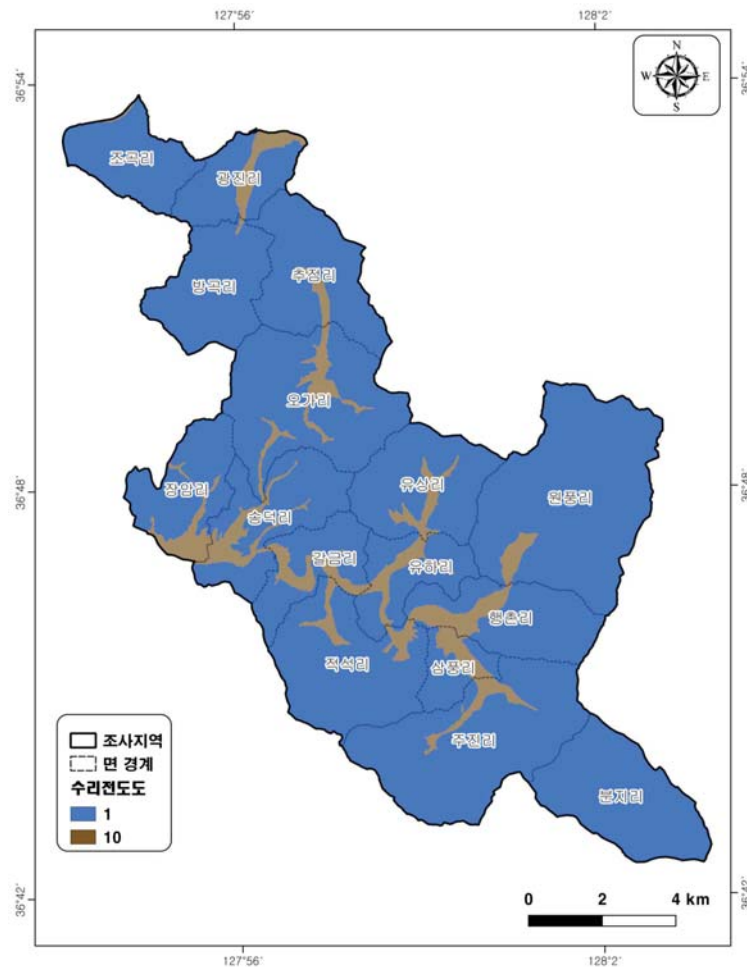 127°56´
128°2´
N
W
E
S
36°54´
36°54´
조곡리
광진리
방곡리
추점리
오가리
36°48´
36°48´
장암리
송덕리
유상리
원풍리
갈금리
유하리
행촌리
적석리
삼풍리
주진리
분지리
조사지역
면 경계
수리전도도
1
10
0
2
4 km
36°42´
36°42´
127°56´
128°2´